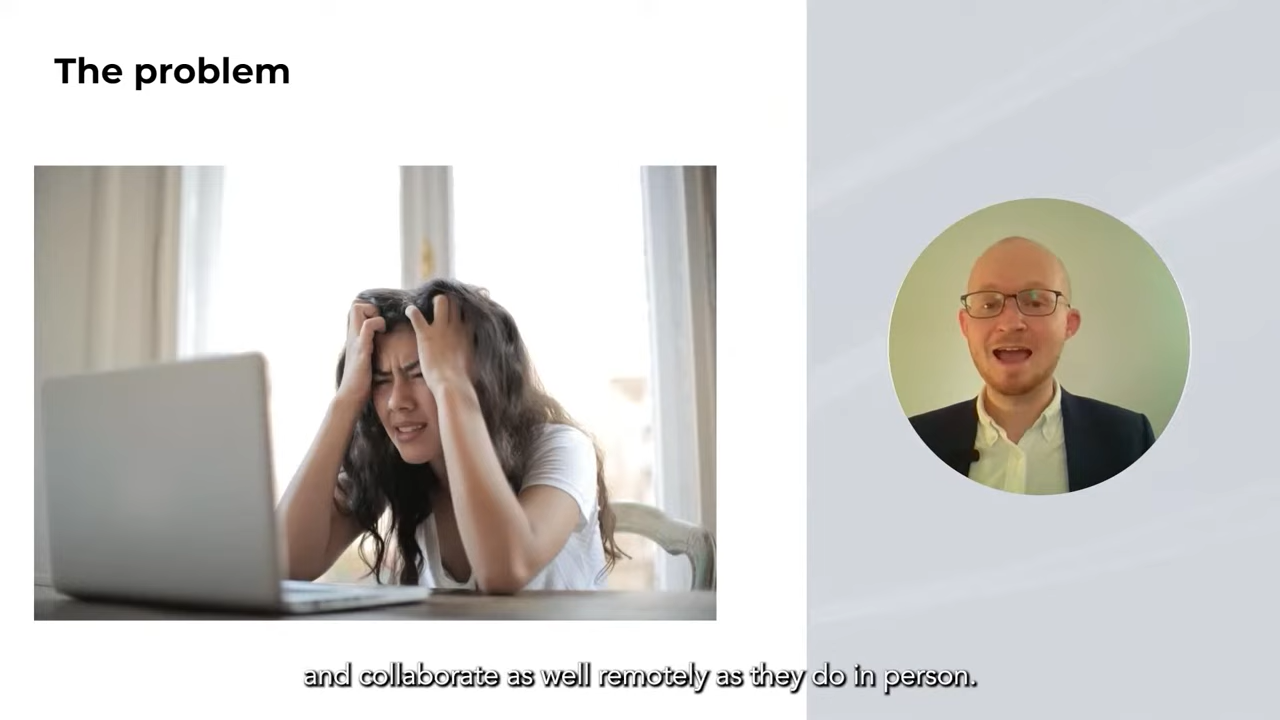 The problem
and collaborate as well remotely as they do in person.